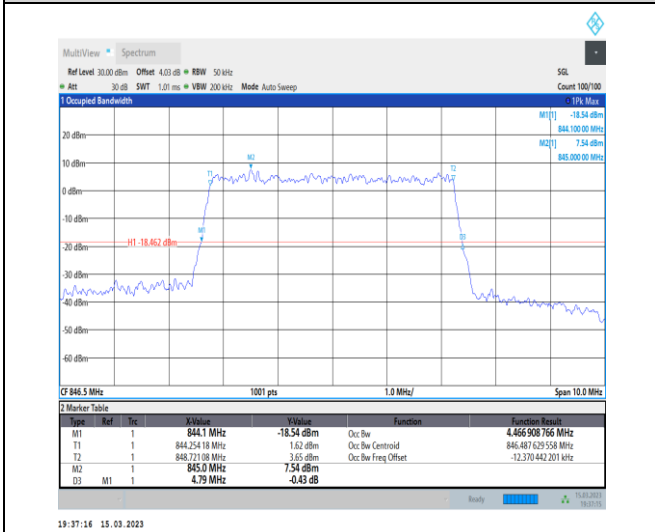 MultiView Spectrum
Ref Level 30.00 dBm Offset 4.03 dB RBW 50 kHz SGL
Att 30 dB SWT 1.01 ms VBW 200 kHz Mode Auto Sweep Count 100/100
1 Occupied Bandwidth 1Pk Max
M1[1] -18.54 dBm
844.100 00 MHz
M2[1] 7.54 dBm
845.000 00 MHz
20 dBm
M2
10 dBm
T1 T2
0 dBm
-10 dBm
M1 D3
H1 -18.462 dBm
-20 dBm
-30 dBm
-40 dBm
-50 dBm
-60 dBm
CF 846.5 MHz 1001 pts 1.0 MHz/ Span 10.0 MHz
2 Marker Table
Type Ref Trc X-Value Y-Value Function Function Result
M1 1 844.1 MHz -18.54 dBm Occ Bw 4.466 908 766 MHz
T1 1 844.254 18 MHz 1.62 dBm Occ Bw Centroid 846.487 629 558 MHz
T2 1 848.721 08 MHz 3.65 dBm Occ Bw Freq Offset -12.370 442 201 kHz
M2 1 845.0 MHz 7.54 dBm
D3 M1 1 4.79 MHz -0.43 dB
Ready 15.03.2023
19:37:15
19:37:16 15.03.2023